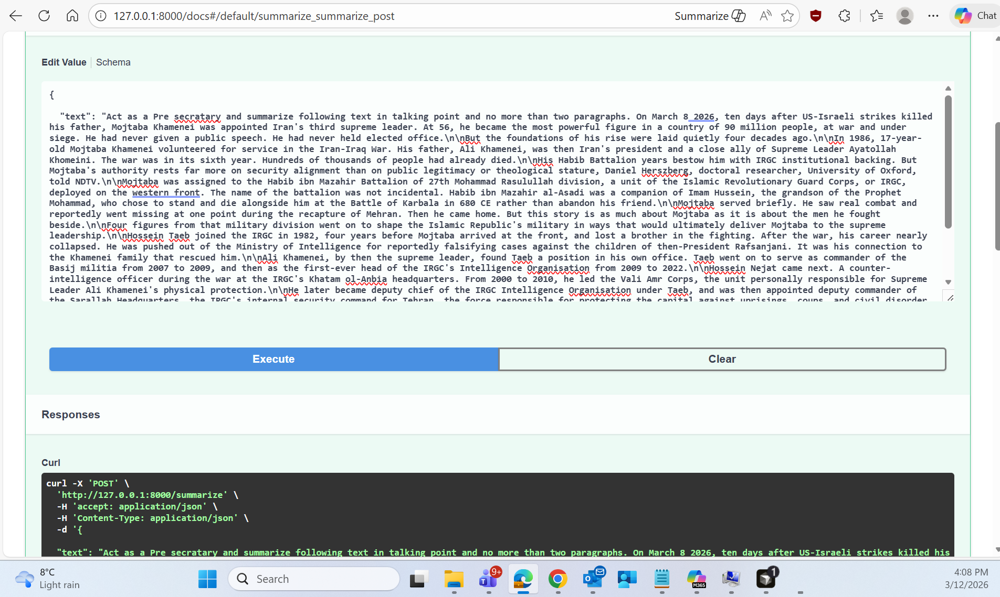 127.0.0.1:8000/docs#/default/summarize_summarize_post
Summarize
Chat
Edit Value
Schema
{
"text": "Act as a Pre secratary and summarize following text in talking point and no more than two paragraphs. On March 8 2026, ten days after US-Israeli strikes killed
his father, Mojtaba Khamenei was appointed Iran's third supreme leader. At 56, he became the most powerful figure in a country of 90 million people, at war and under
siege. He had never given a public speech. He had never held elected office.\n\nBut the foundations of his rise were laid quietly four decades ago.\n\nIn 1986, 17-year-
old Mojtaba Khamenei volunteered for service in the Iran-Iraq War. His father, Ali Khamenei, was then Iran's president and a close ally of Supreme Leader Ayatollah
Khomeini. The war was in its sixth year. Hundreds of thousands of people had already died.\n\nHis Habib Battalion years bestow him with IRGC institutional backing. But
Mojtaba's authority rests far more on security alignment than on public legitimacy or theological stature, Daniel Herszberg, doctoral researcher, University of Oxford,
told NDTV.\n\nMojtaba was assigned to the Habib ibn Mazahir Battalion of 27th Mohammad Rasulullah division, a unit of the Islamic Revolutionary Guard Corps, or IRGC,
deployed on the western front. The name of the battalion was not incidental. Habib ibn Mazahir al-Asadi was a companion of Imam Hussein, the grandson of the Prophet
Mohammad, who chose to stand and die alongside him at the Battle of Karbala in 680 CE rather than abandon his friend.\n\nMojtaba served briefly. He saw real combat and
reportedly went missing at one point during the recapture of Mehran. Then he came home. But this story is as much about Mojtaba as it is about the men he fought
beside.\n\nFour figures from that military division went on to shape the Islamic Republic's military in ways that would ultimately deliver Mojtaba to the supreme
leadership.\n\nHossein Taeb joined the IRGC in 1982, four years before Mojtaba arrived at the front, and lost a brother in the fighting. After the war, his career nearly
collapsed. He was pushed out of the Ministry of Intelligence for reportedly falsifying cases against the children of then-President Rafsanjani. It was his connection to
the Khamenei family that rescued him.\n\nAli Khamenei, by then the supreme leader, found Taeb a position in his own office. Taeb went on to serve as commander of the
Basij militia from 2007 to 2009, and then as the first-ever head of the IRGC's Intelligence Organisation from 2009 to 2022.\n\nHossein Nejat came next. A counter-
intelligence officer during the war at the IRGC's Khatam ol-Anbia headquarters. From 2000 to 2010, he led the Vali Amr Corps, the unit personally responsible for Supreme
Leader Ali Khamenei's physical protection.\n\nHe later became deputy chief of the IRGC Intelligence Organisation under Taeb, and was then appointed deputy commander of
the Sarallah Headquarters, the IRGC's internal security command for Tehran, the force responsible for protecting the capital against uprisings, coups, and civil disorder
Execute
Clear
Responses
Curl
curl -X 'POST' \
'http://127.0.0.1:8000/summarize' \
-H 'accept: application/json' \
-H 'Content-Type: application/json' \
-d '{
"text": "Act as a Pre secratary and summarize following text in talking point and no more than two paragraphs. On March 8 2026, ten days after US-Israeli strikes killed his
8°C
Light rain
Search
9+
M365
1
4:08 PM
3/12/2026